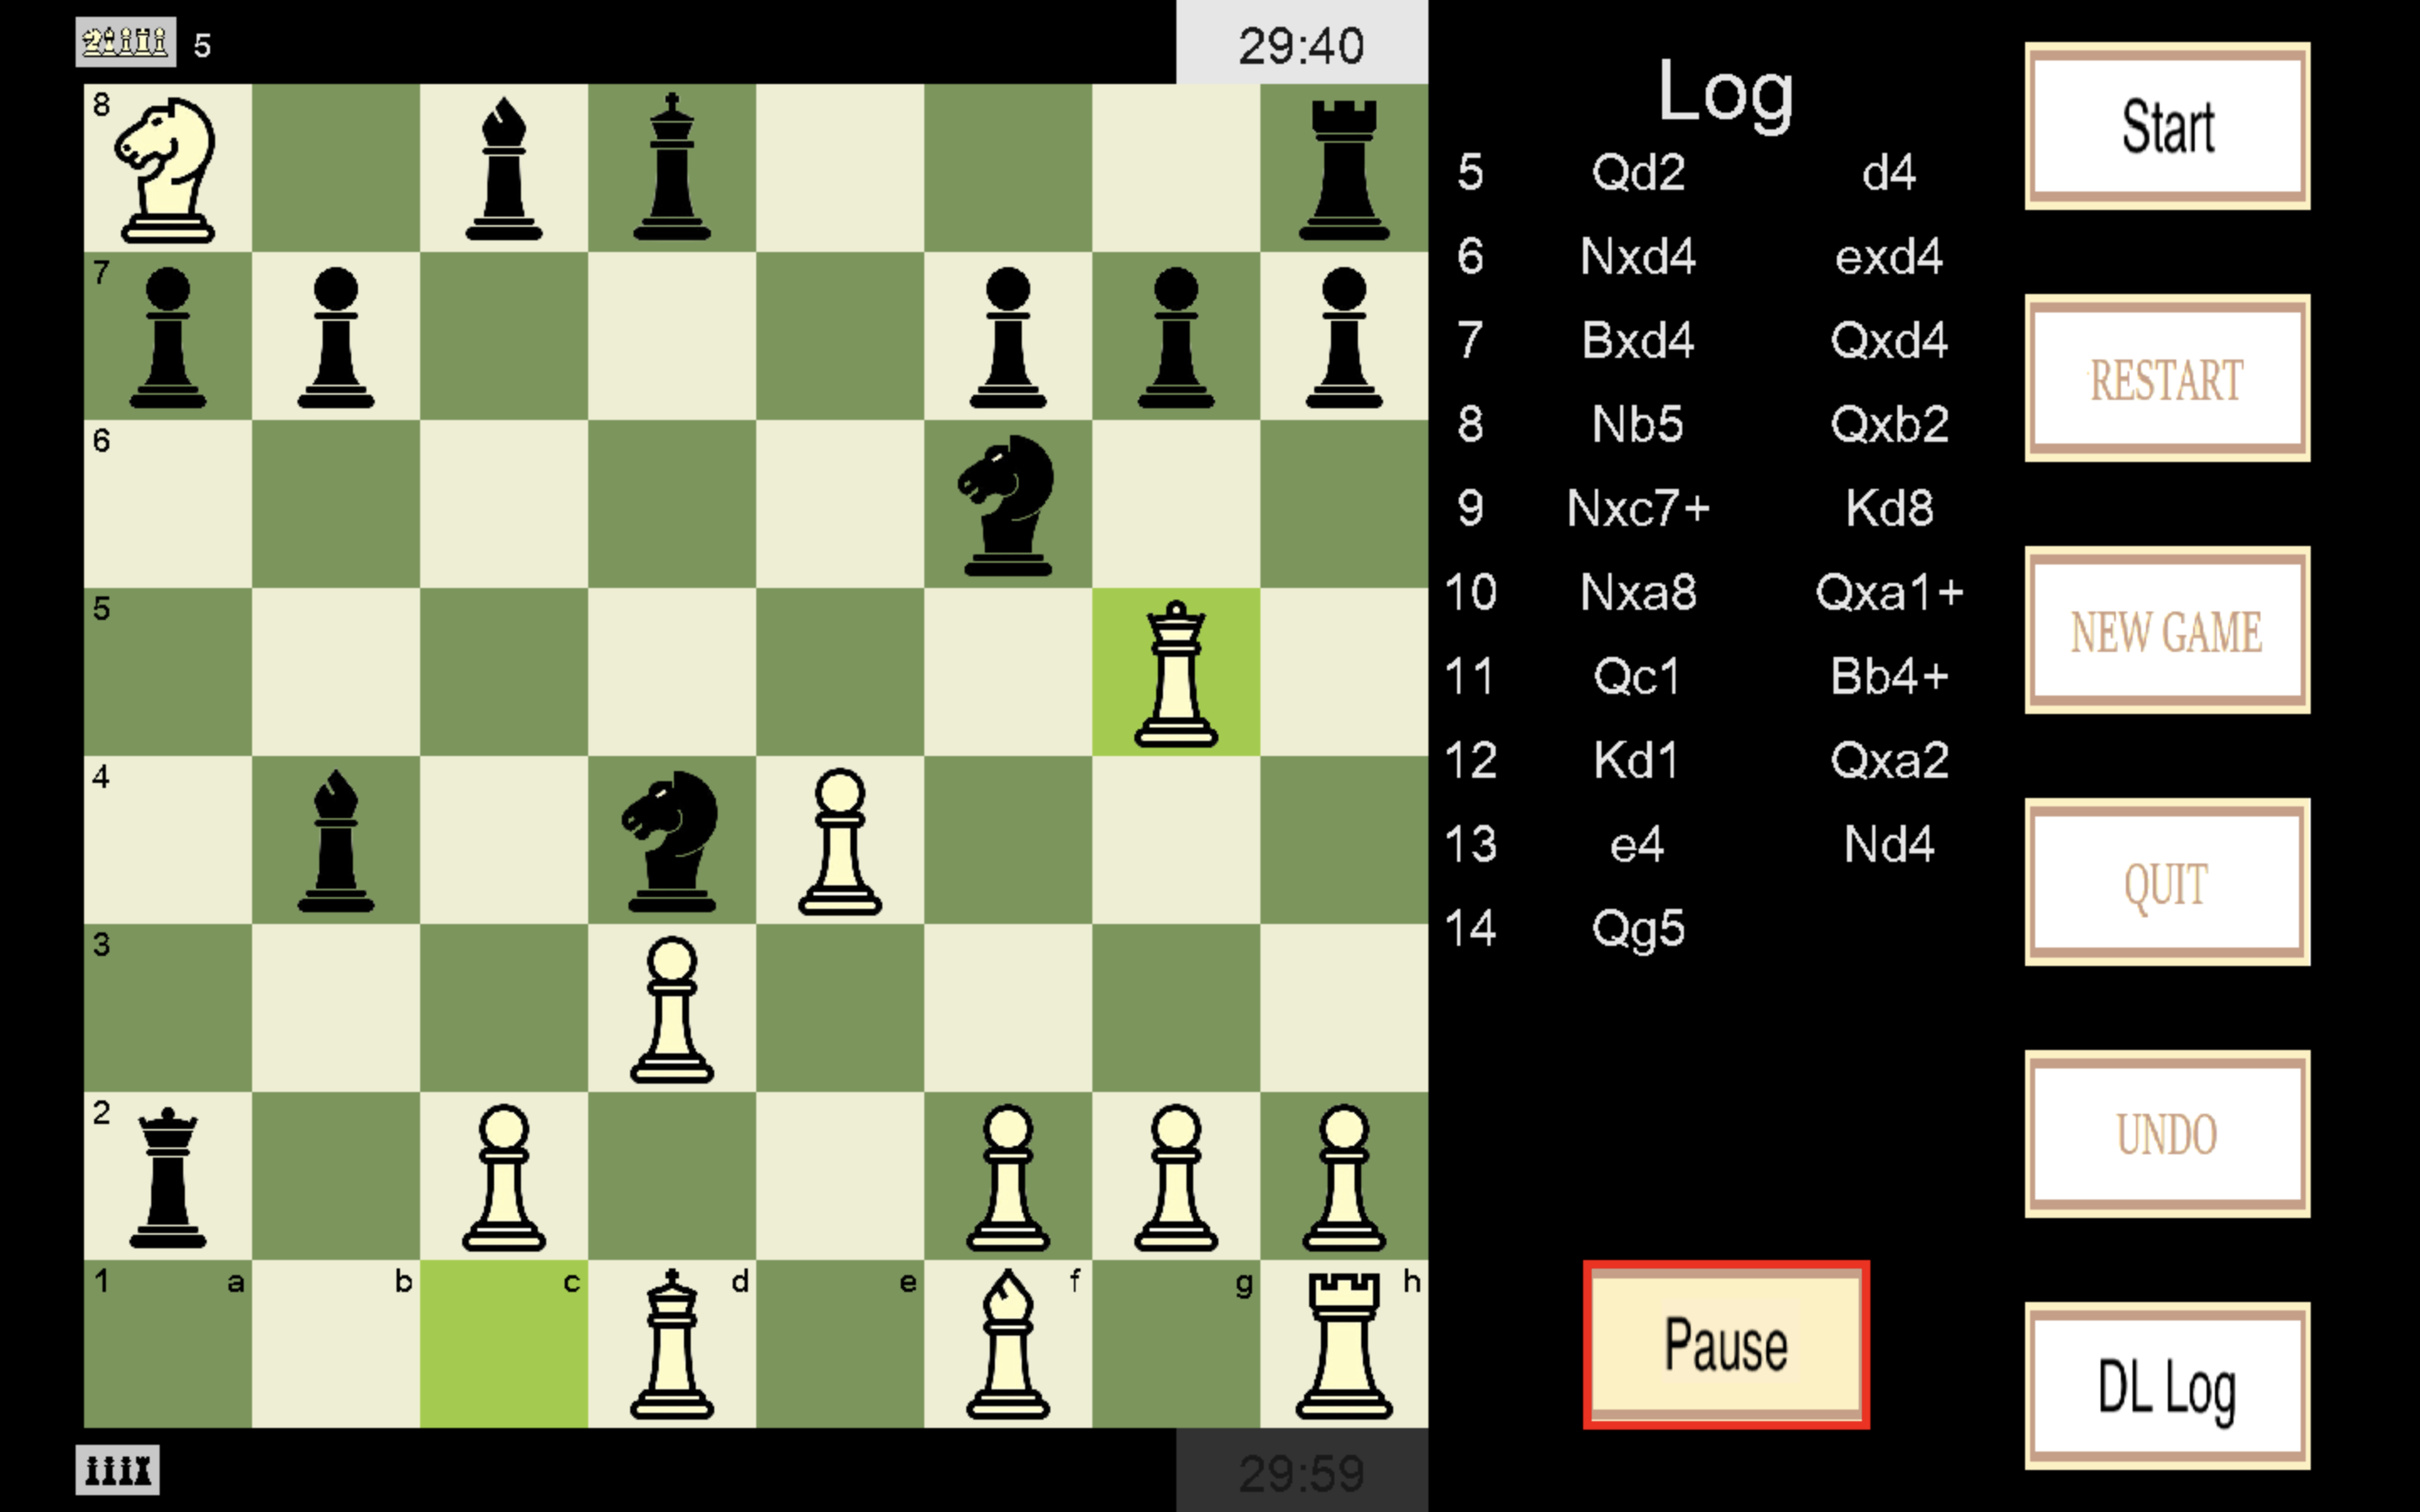 5
29:40
Log
Start
8
5 Qd2 d4
6 Nxd4 exd4
7
RESTART
7 Bxd4 Qxd4
8 Nb5 Qxb2
6
9 Nxc7+ Kd8
10 Nxa8 Qxa1+
5
NEW GAME
11 Qc1 Bb4+
12 Kd1 Qxa2
4
13 e4 Nd4
QUIT
14 Qg5
3
2
UNDO
1 a b c d e f g h
Pause
DL Log
29:59